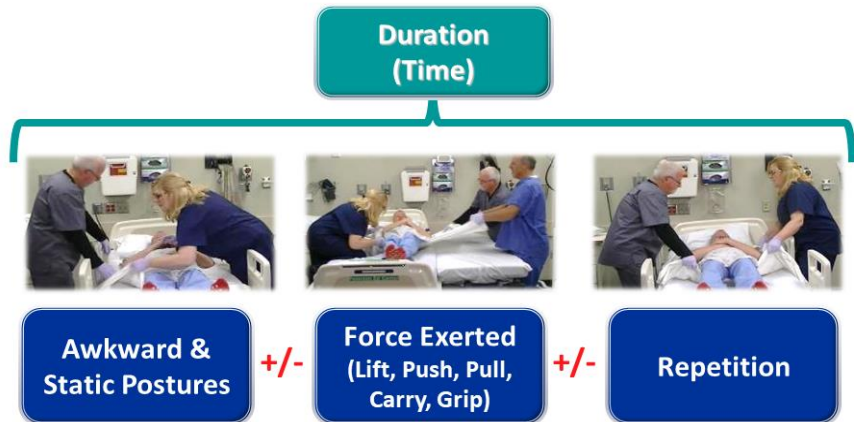 Duration
(Time)
Awkward &
Static Postures
+/-
Force Exerted
(Lift, Push, Pull,
Carry, Grip)
+/-
Repetition